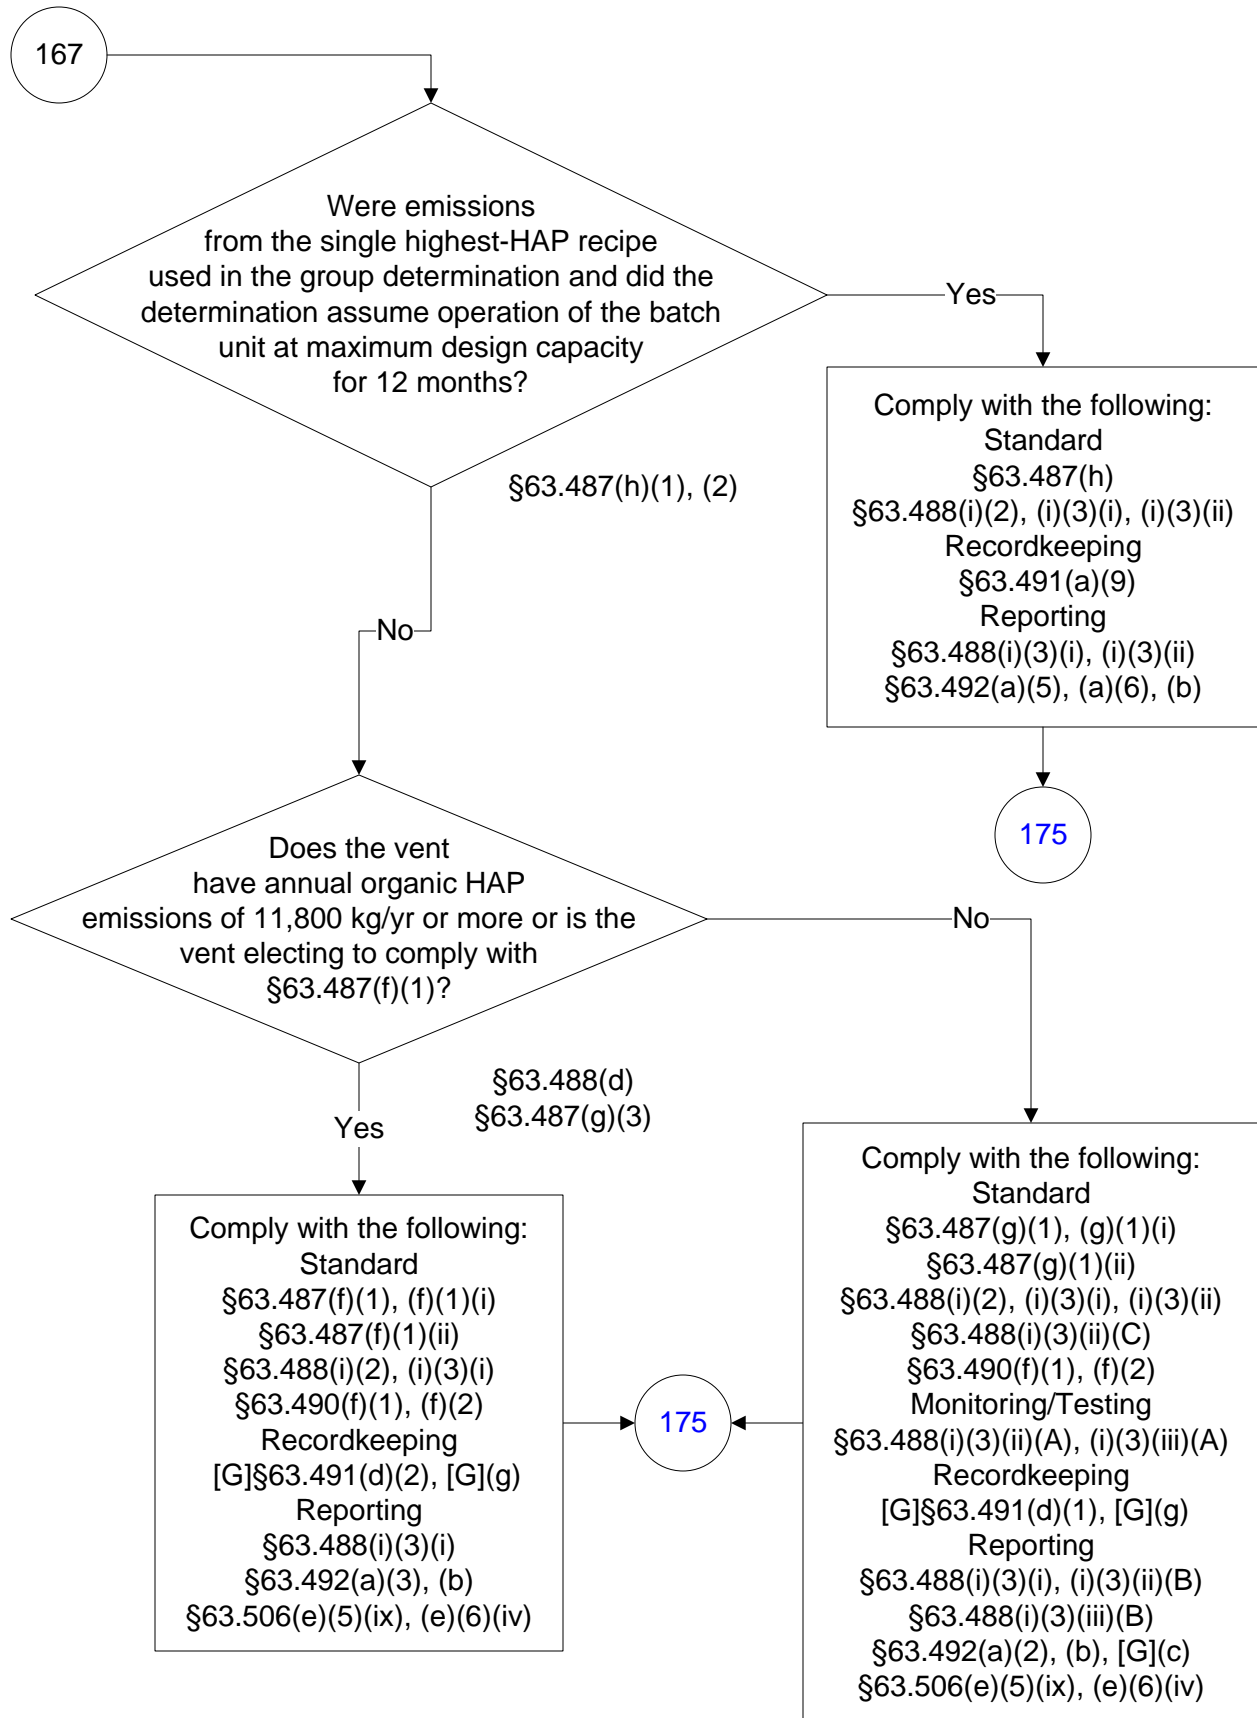 167
Were emissions
from the single highest-HAP recipe
used in the group determination and did the
determination assume operation of the batch
unit at maximum design capacity
for 12 months?
Yes
§63.487(h)(1), (2)
Comply with the following:
Standard
§63.487(h)
§63.488(i)(2), (i)(3)(i), (i)(3)(ii)
Recordkeeping
§63.491(a)(9)
Reporting
§63.488(i)(3)(i), (i)(3)(ii)
§63.492(a)(5), (a)(6), (b)
175
No
Does the vent
have annual organic HAP
emissions of 11,800 kg/yr or more or is the
vent electing to comply with
§63.487(f)(1)?
No
§63.488(d)
§63.487(g)(3)
Yes
Comply with the following:
Standard
§63.487(f)(1), (f)(1)(i)
§63.487(f)(1)(ii)
§63.488(i)(2), (i)(3)(i)
§63.490(f)(1), (f)(2)
Recordkeeping
[G]§63.491(d)(2), [G](g)
Reporting
§63.488(i)(3)(i)
§63.492(a)(3), (b)
§63.506(e)(5)(ix), (e)(6)(iv)
175
Comply with the following:
Standard
§63.487(g)(1), (g)(1)(i)
§63.487(g)(1)(ii)
§63.488(i)(2), (i)(3)(i), (i)(3)(ii)
§63.488(i)(3)(ii)(C)
§63.490(f)(1), (f)(2)
Monitoring/Testing
§63.488(i)(3)(ii)(A), (i)(3)(iii)(A)
Recordkeeping
[G]§63.491(d)(1), [G](g)
Reporting
§63.488(i)(3)(i), (i)(3)(ii)(B)
§63.488(i)(3)(iii)(B)
§63.492(a)(2), (b), [G](c)
§63.506(e)(5)(ix), (e)(6)(iv)